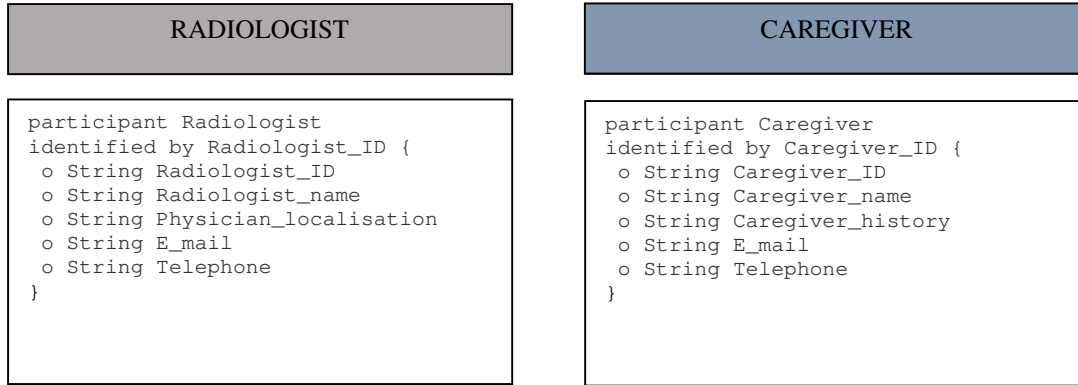 RADIOLOGIST
participant Radiologist
identified by Radiologist_ID {
o String Radiologist_ID
o String Radiologist_name
o String Physician_localisation
o String E_mail
o String Telephone
}
CAREGIVER
participant Caregiver
identified by Caregiver_ID {
o String Caregiver_ID
o String Caregiver_name
o String Caregiver_history
o String E_mail
o String Telephone
}